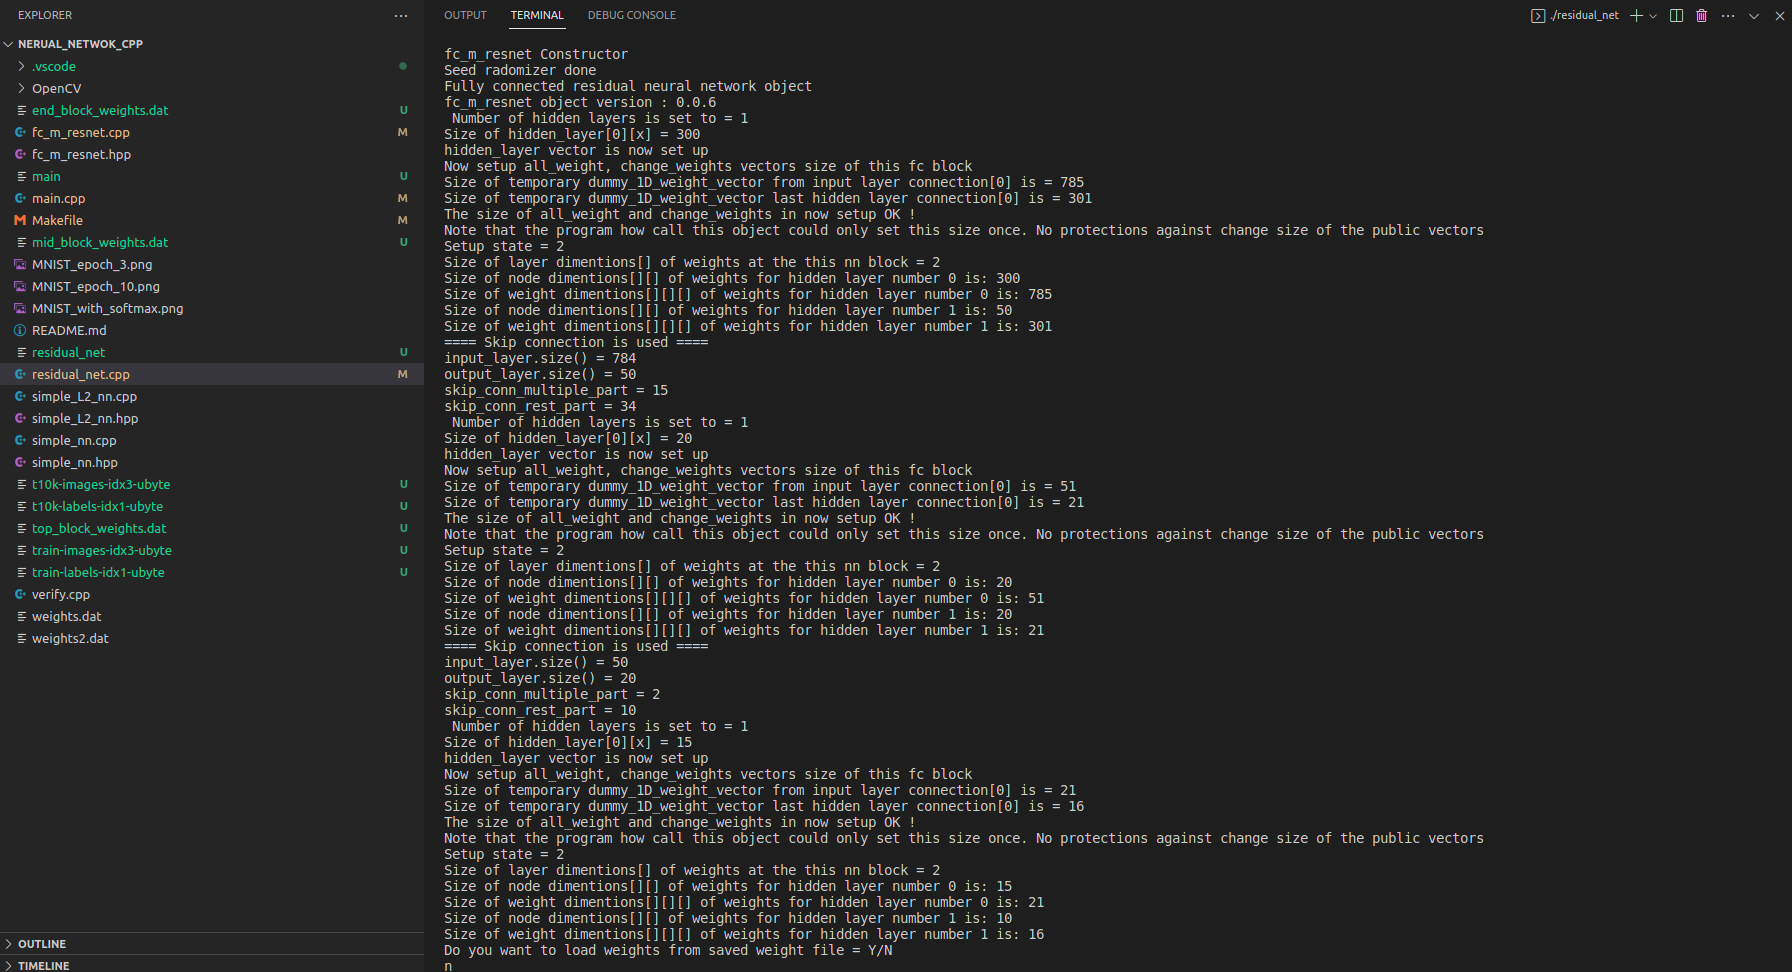 EXPLORER
NERUAL_NETWOK_CPP
.vscode
OpenCV
end_block_weights.dat U
fc_m_resnet.cpp M
fc_m_resnet.hpp
main U
main.cpp M
Makefile M
mid_block_weights.dat U
MNIST_epoch_3.png
MNIST_epoch_10.png
MNIST_with_softmax.png
README.md
residual_net U
residual_net.cpp M
simple_L2_nn.cpp
simple_L2_nn.hpp
simple_nn.cpp
simple_nn.hpp
t10k-images-idx3-ubyte U
t10k-labels-idx1-ubyte U
top_block_weights.dat U
train-images-idx3-ubyte U
train-labels-idx1-ubyte U
verify.cpp
weights.dat
weights2.dat
OUTLINE
TIMELINE
OUTPUT TERMINAL DEBUG CONSOLE ./residual_net
fc_m_resnet Constructor
Seed radomizer done
Fully connected residual neural network object
fc_m_resnet object version : 0.0.6
Number of hidden layers is set to = 1
Size of hidden_layer[0][x] = 300
hidden_layer vector is now set up
Now setup all_weight, change_weights vectors size of this fc block
Size of temporary dummy_1D_weight_vector from input layer connection[0] is = 785
Size of temporary dummy_1D_weight_vector last hidden layer connection[0] is = 301
The size of all_weight and change_weights in now setup OK !
Note that the program how call this object could only set this size once. No protections against change size of the public vectors
Setup state = 2
Size of layer dimentions[] of weights at the this nn block = 2
Size of node dimentions[][] of weights for hidden layer number 0 is: 300
Size of weight dimentions[][][] of weights for hidden layer number 0 is: 785
Size of node dimentions[][] of weights for hidden layer number 1 is: 50
Size of weight dimentions[][][] of weights for hidden layer number 1 is: 301
==== Skip connection is used ====
input_layer.size() = 784
output_layer.size() = 50
skip_conn_multiple_part = 15
skip_conn_rest_part = 34
Number of hidden layers is set to = 1
Size of hidden_layer[0][x] = 20
hidden_layer vector is now set up
Now setup all_weight, change_weights vectors size of this fc block
Size of temporary dummy_1D_weight_vector from input layer connection[0] is = 51
Size of temporary dummy_1D_weight_vector last hidden layer connection[0] is = 21
The size of all_weight and change_weights in now setup OK !
Note that the program how call this object could only set this size once. No protections against change size of the public vectors
Setup state = 2
Size of layer dimentions[] of weights at the this nn block = 2
Size of node dimentions[][] of weights for hidden layer number 0 is: 20
Size of weight dimentions[][][] of weights for hidden layer number 0 is: 51
Size of node dimentions[][] of weights for hidden layer number 1 is: 20
Size of weight dimentions[][][] of weights for hidden layer number 1 is: 21
==== Skip connection is used ====
input_layer.size() = 50
output_layer.size() = 20
skip_conn_multiple_part = 2
skip_conn_rest_part = 10
Number of hidden layers is set to = 1
Size of hidden_layer[0][x] = 15
hidden_layer vector is now set up
Now setup all_weight, change_weights vectors size of this fc block
Size of temporary dummy_1D_weight_vector from input layer connection[0] is = 21
Size of temporary dummy_1D_weight_vector last hidden layer connection[0] is = 16
The size of all_weight and change_weights in now setup OK !
Note that the program how call this object could only set this size once. No protections against change size of the public vectors
Setup state = 2
Size of layer dimentions[] of weights at the this nn block = 2
Size of node dimentions[][] of weights for hidden layer number 0 is: 15
Size of weight dimentions[][][] of weights for hidden layer number 0 is: 21
Size of node dimentions[][] of weights for hidden layer number 1 is: 10
Size of weight dimentions[][][] of weights for hidden layer number 1 is: 16
Do you want to load weights from saved weight file = Y/N
n